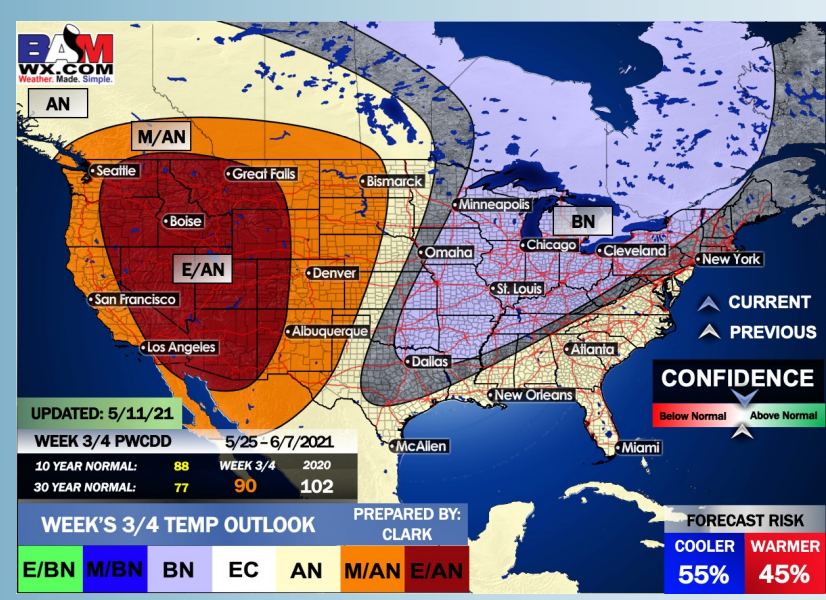 BAM
WX.COM
Weather. Made. Simple.
AN
M/AN
Seattle
Great Falls
Bismarck
Minneapolis
Boise
BN
E/AN
Omaha
Chicago
Cleveland
New York
Denver
St. Louis
San Francisco
CURRENT
Albuquerque
PREVIOUS
Los Angeles
Dallas
Atlanta
CONFIDENCE
New Orleans
Below Normal
Above Normal
UPDATED: 5/11/21
McAllen
Miami
WEEK 3/4 PWCDD 5/25 - 6/7/2021
10 YEAR NORMAL: 88 WEEK 3/4 2020
30 YEAR NORMAL: 77 90 102
WEEK'S 3/4 TEMP OUTLOOK
PREPARED BY:
CLARK
FORECAST RISK
COOLER WARMER
55% 45%
E/BN M/BN BN EC AN M/AN E/AN